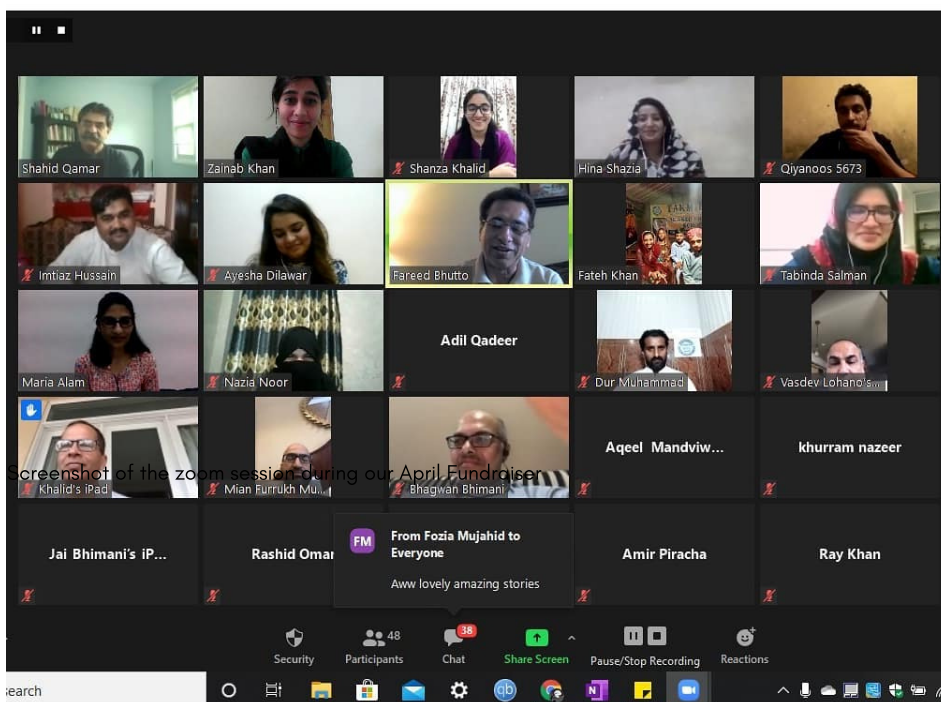 Shahid Qamar
Zainab Khan
Shanza Khalid
Hina Shazia
Qiyanoos 5673
Imtiaz Hussain
Ayesha Dilawar
Fareed Bhutto
Fateh Khan
Tabinda Salman
Maria Alam
Nazia Noor
Adil Qadeer
Dur Muhammad
Vasdev Lohano's...
Screenshot of the zoom session during our April Fundraiser
Khalid's iPad
Mian Furrukh Mu...
Bhagwan Bhimani
Aqeel Mandviw...
khurram nazeer
Jai Bhimani's iP...
Rashid Omar
FM
From Fozia Mujahid to
Everyone
Aww lovely amazing stories
Amir Piracha
Ray Khan
Security
Participants
48
Chat
38
Share Screen
Pause/Stop Recording
Reactions
search
qb
N